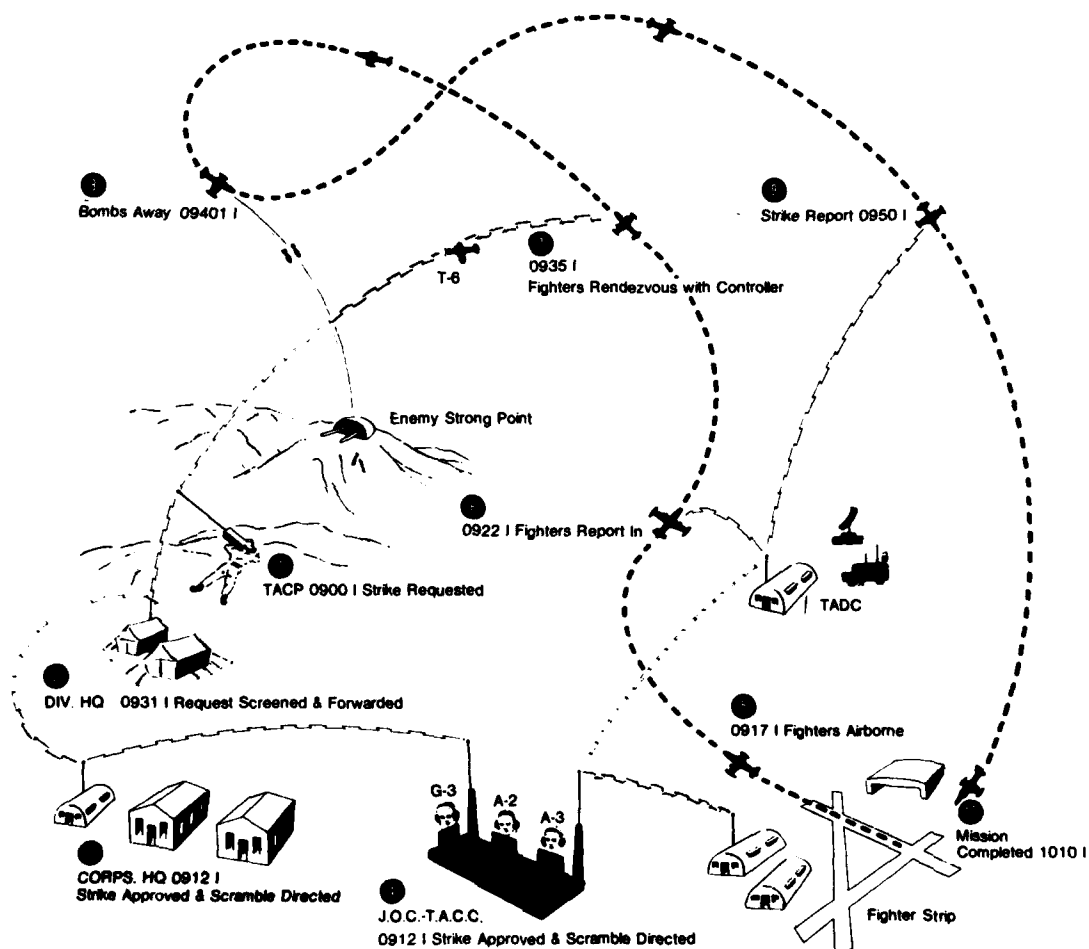 Bombs Away 09401 I
Strike Report 0950 I
T-6
0935 I
Fighters Rendezvous with Controller
Enemy Strong Point
0922 I Fighters Report In
TACP 0900 I Strike Requested
TADC
DIV. HQ 0931 I Request Screened & Forwarded
0917 I Fighters Airborne
G-3
A-2
A-3
Mission
Completed 1010 I
CORPS. HQ 0912 I
Strike Approved & Scramble Directed
J.O.C.-T.A.C.C.
0912 I Strike Approved & Scramble Directed
Fighter Strip